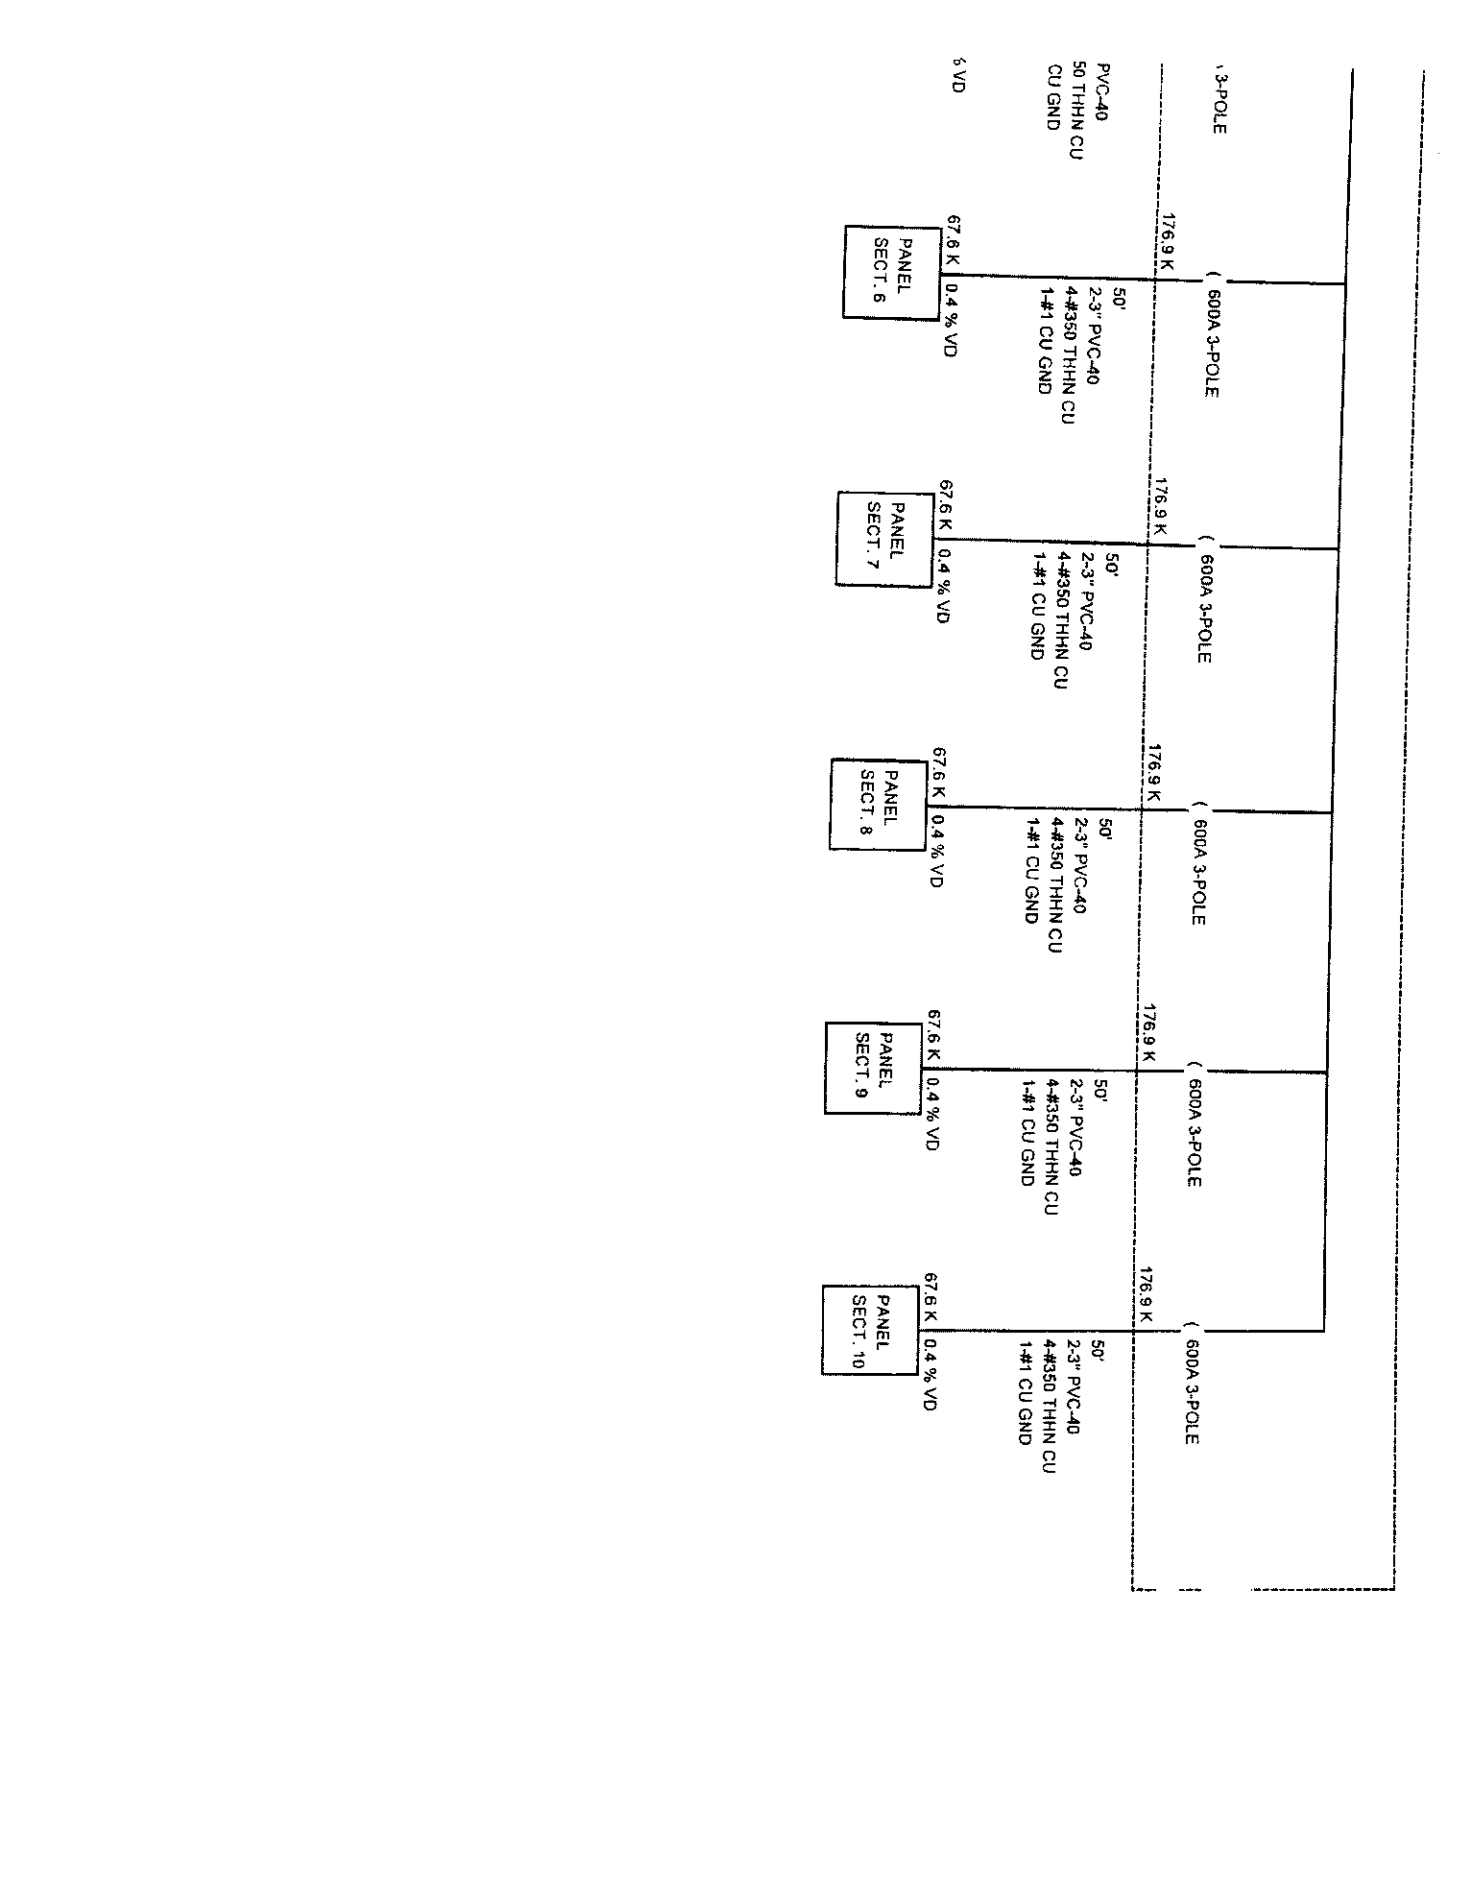 3-POLE
PVC-40
50 THHN CU
CU GND
VD
176.9 K
600A 3-POLE
50'
2-3" PVC-40
4-#350 THHN CU
1-#1 CU GND
67.6 K
0.4 % VD
PANEL
SECT. 6
176.9 K
600A 3-POLE
50'
2-3" PVC-40
4-#350 THHN CU
1-#1 CU GND
67.6 K
0.4 % VD
PANEL
SECT. 7
176.9 K
600A 3-POLE
50'
2-3" PVC-40
4-#350 THHN CU
1-#1 CU GND
67.6 K
0.4 % VD
PANEL
SECT. 8
176.9 K
600A 3-POLE
50'
2-3" PVC-40
4-#350 THHN CU
1-#1 CU GND
67.6 K
0.4 % VD
PANEL
SECT. 9
176.9 K
600A 3-POLE
50'
2-3" PVC-40
4-#350 THHN CU
1-#1 CU GND
67.6 K
0.4 % VD
PANEL
SECT. 10